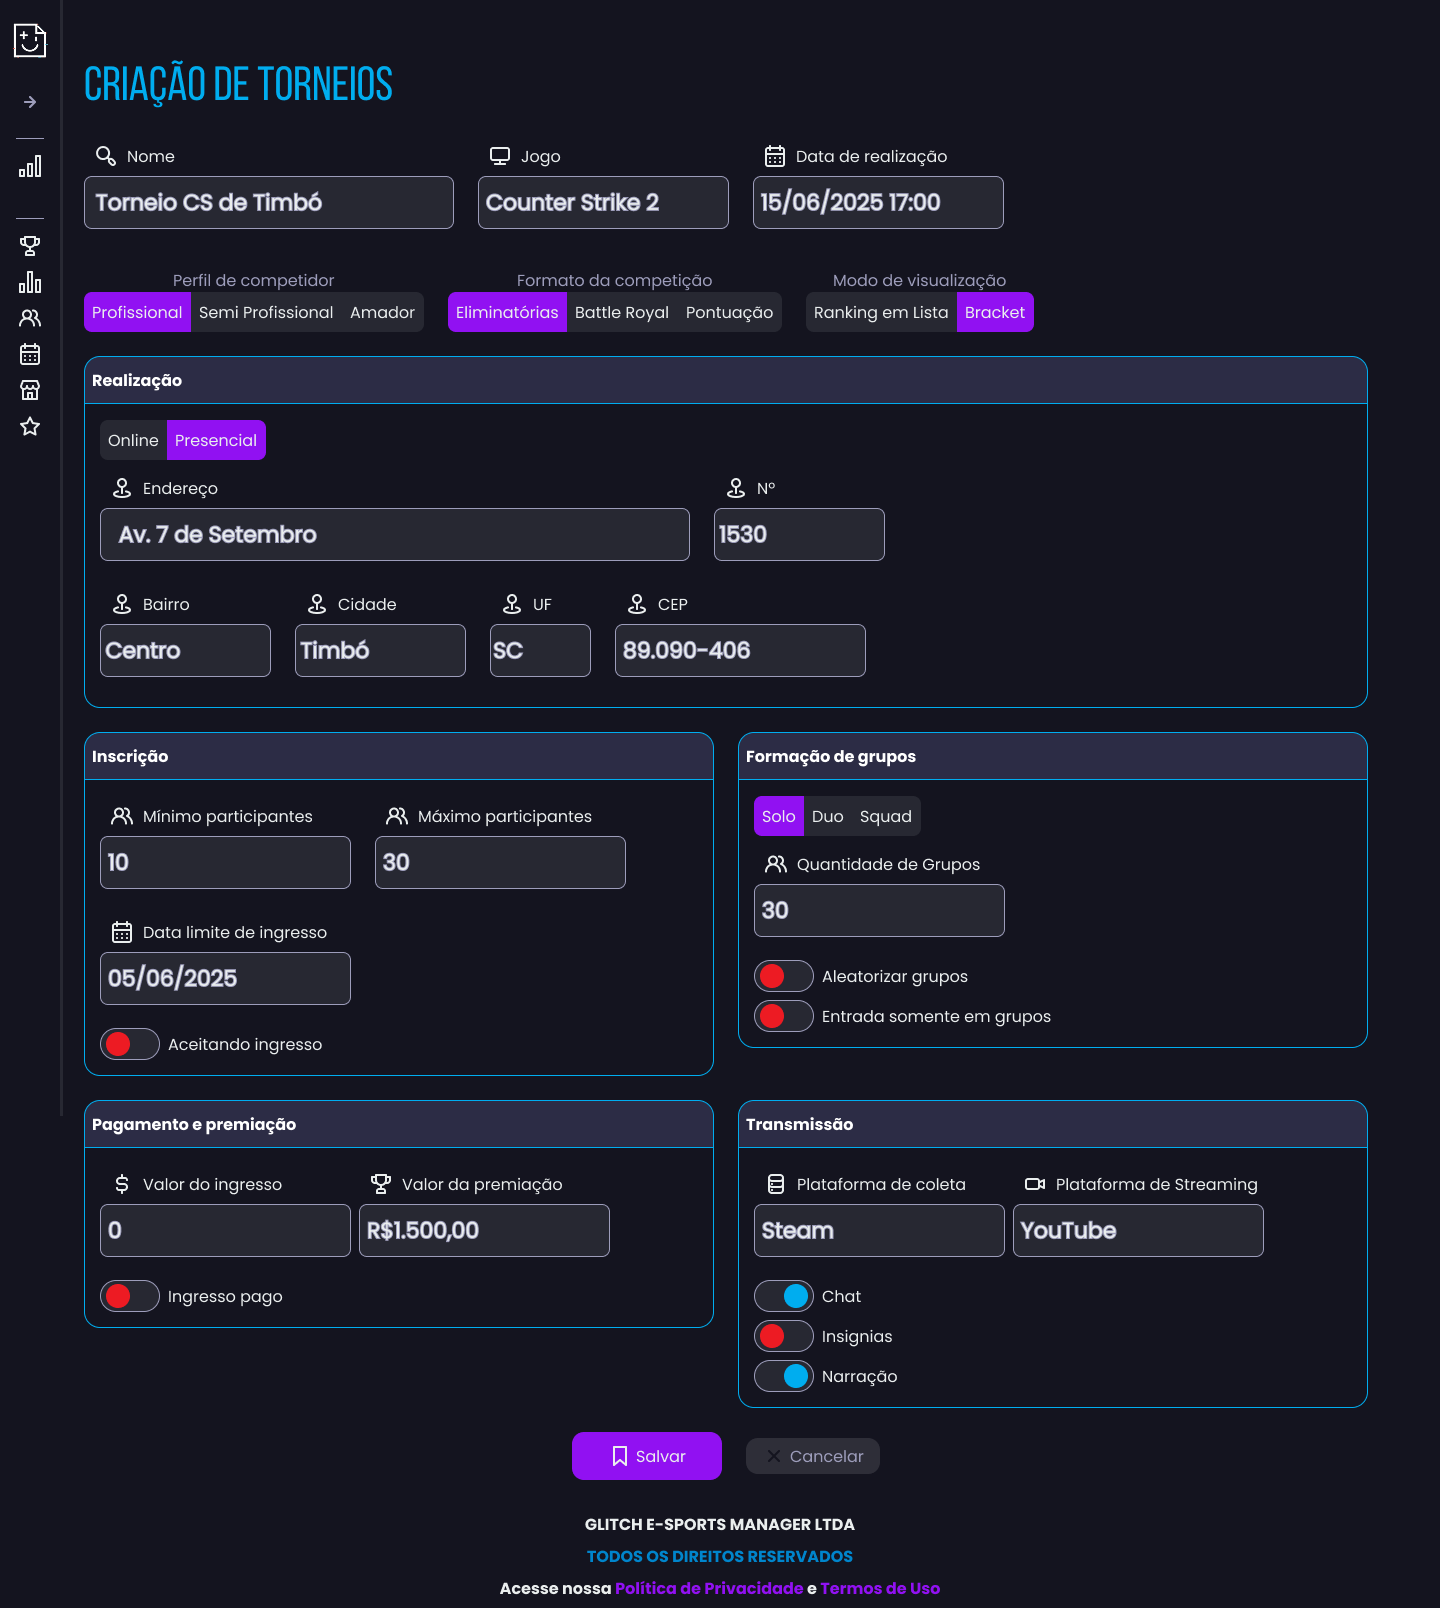 CRIAÇÃO DE TORNEIOS
Nome Jogo Data de realização
Torneio CS de Timbó Counter Strike 2 15/06/2025 17:00
Perfil de competidor Formato da competição Modo de visualização
Profissional Semi Profissional Amador Eliminatórias Battle Royal Pontuação Ranking em Lista Bracket
Realização
Online Presencial
Endereço Nº
Av. 7 de Setembro 1530
Bairro Cidade UF CEP
Centro Timbó SC 89.090-406
Inscrição
Mínimo participantes Máximo participantes
10 30
Data limite de ingresso
05/06/2025
Aceitando ingresso
Formação de grupos
Solo Duo Squad
Quantidade de Grupos
30
Aleatorizar grupos
Entrada somente em grupos
Pagamento e premiação
Valor do ingresso Valor da premiação
0 R$1.500,00
Ingresso pago
Transmissão
Plataforma de coleta Plataforma de Streaming
Steam YouTube
Chat
Insignias
Narração
Salvar Cancelar
GLITCH E-SPORTS MANAGER LTDA
TODOS OS DIREITOS RESERVADOS
Acesse nossa Política de Privacidade e Termos de Uso